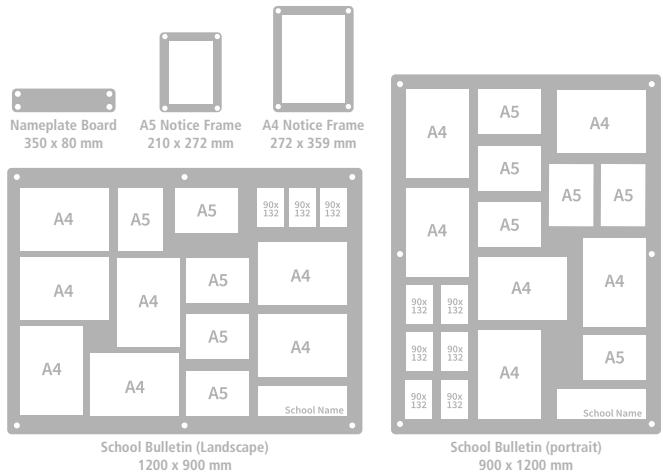 Nameplate Board
350 x 80 mm
A5 Notice Frame
210 x 272 mm
A4 Notice Frame
272 x 359 mm
A4
A5
A5
90x
132
90x
132
90x
132
A4
A4
A4
A5
A5
A4
A4
A4
A5
School Name
School Bulletin (Landscape)
1200 x 900 mm
A4
A5
A4
A5
A5
A5
A4
A5
A4
A4
90x
132
90x
132
90x
132
90x
132
A4
A5
90x
132
90x
132
School Name
School Bulletin (portrait)
900 x 1200 mm